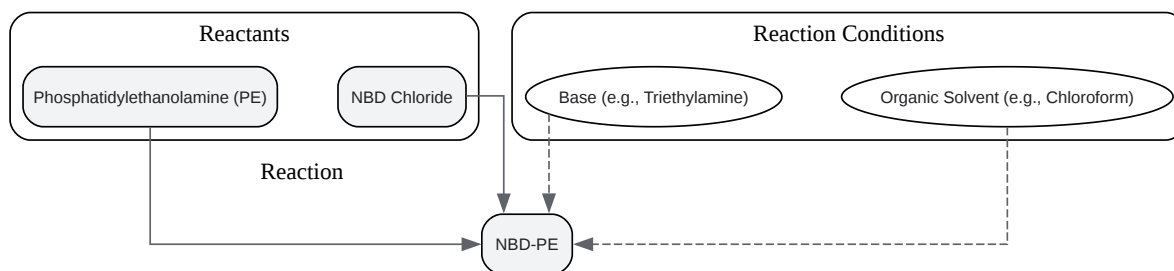 Reactants
Reaction Conditions
Phosphatidylethanolamine (PE)
NBD Chloride
Base (e.g., Triethylamine)
Organic Solvent (e.g., Chloroform)
Reaction
NBD-PE